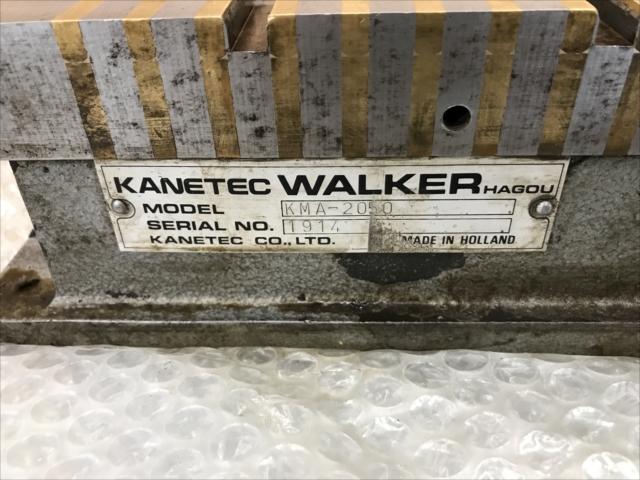 KANETEC WALKER HAGOU
MODEL KMA-2050
SERIAL NO. 1914
KANETEC CO., LTD. MADE IN HOLLAND